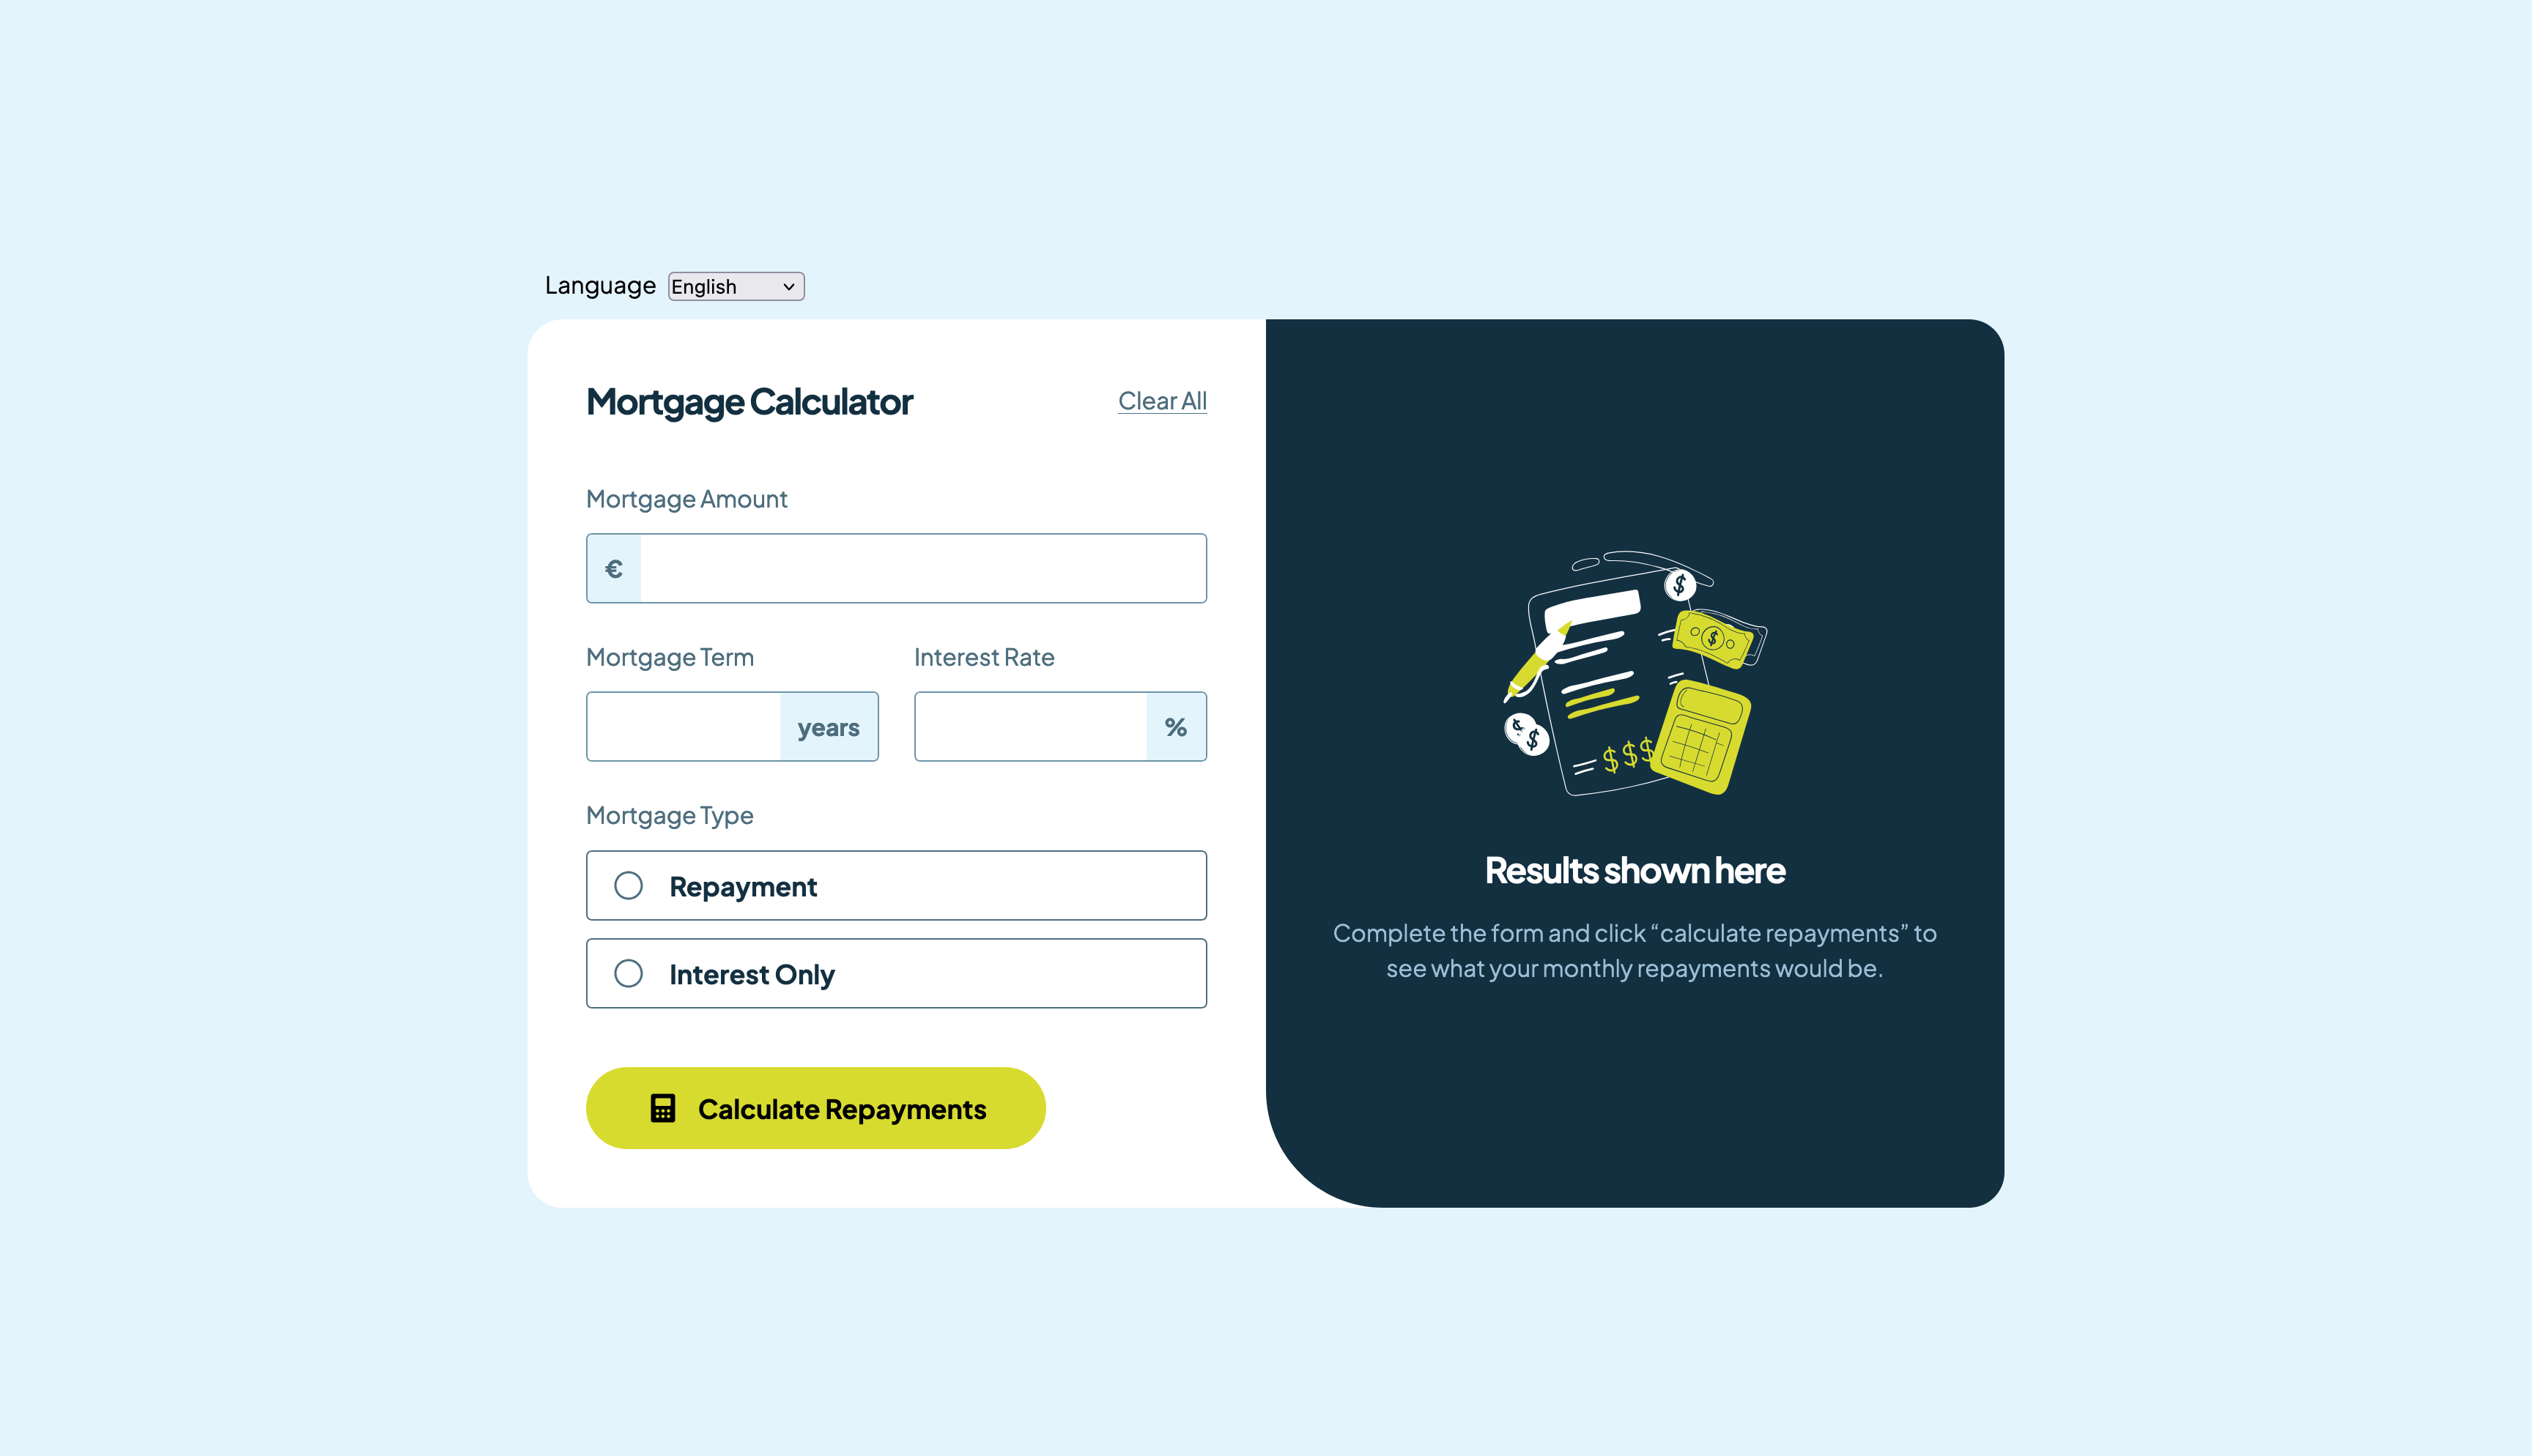 Language English
Mortgage Calculator
Clear All
Mortgage Amount
€
Mortgage Term
Interest Rate
years
%
Mortgage Type
Repayment
Interest Only
Calculate Repayments
$
$
$
$
$$$
Results shown here
Complete the form and click “calculate repayments” to
see what your monthly repayments would be.